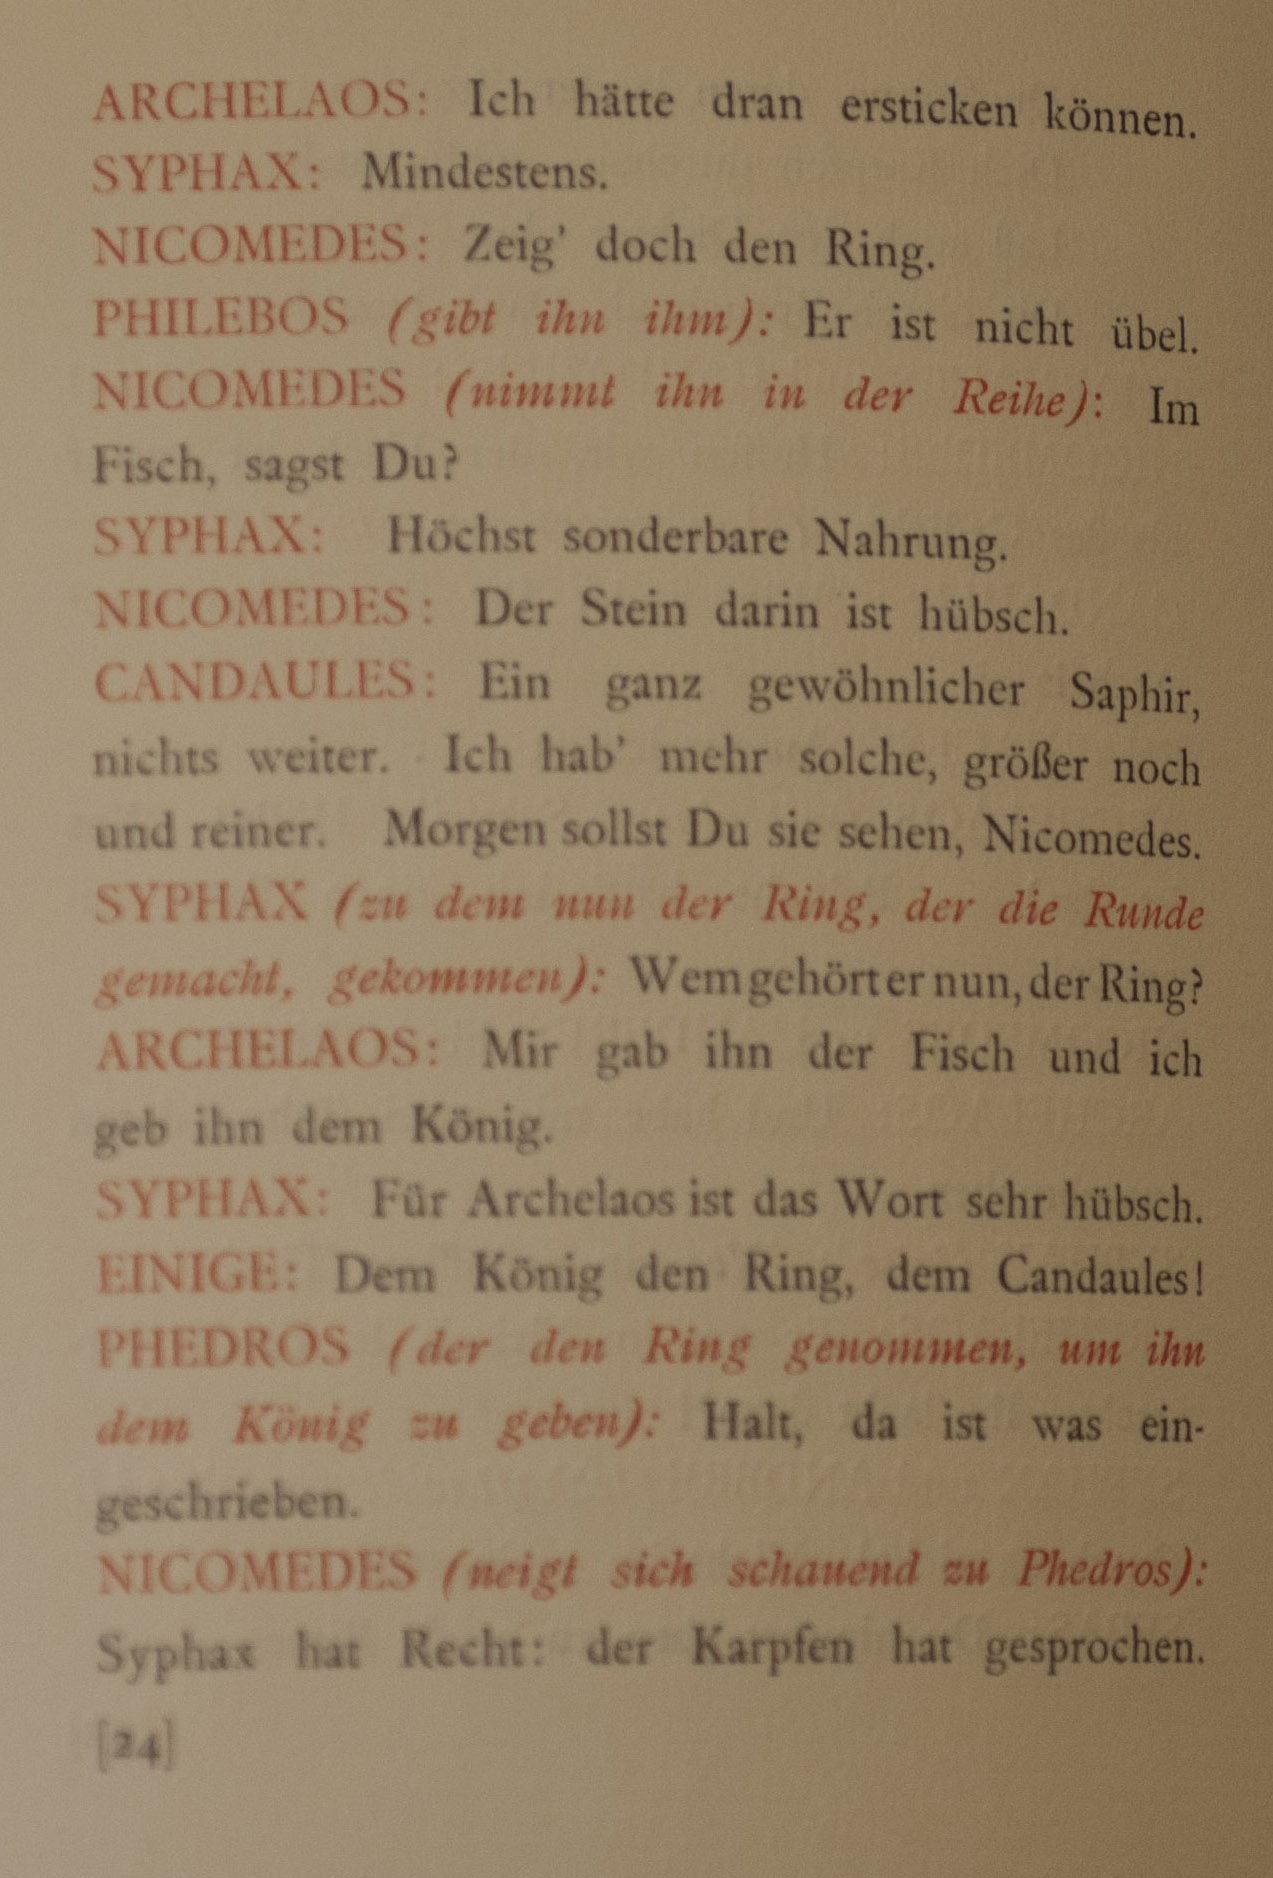 ARCHELAOS: Ich hätte dran ersticken können.
SYPHAX: Mindestens.
NICOMEDES: Zeig' doch den Ring.
PHILEBOS (gibt ihn ihm): Er ist nicht übel.
NICOMEDES (nimmt ihn in der Reihe): Im
Fisch, sagst Du?
SYPHAX: Höchst sonderbare Nahrung.
NICOMEDES: Der Stein darin ist hübsch.
CANDAULES: Ein ganz gewöhnlicher Saphir,
nichts weiter. Ich hab' mehr solche, größer noch
und reiner. Morgen sollst Du sie sehen, Nicomedes.
SYPHAX (zu dem nun der Ring, der die Runde
gemacht, gekommen): Wem gehört er nun, der Ring?
ARCHELAOS: Mir gab ihn der Fisch und ich
geb ihn dem König.
SYPHAX: Für Archelaos ist das Wort sehr hübsch.
EINIGE: Dem König den Ring, dem Candaules!
PHEDROS (der den Ring genommen, um ihn
dem König zu geben): Halt, da ist was ein-
geschrieben.
NICOMEDES (neigt sich schauend zu Phedros):
Syphax hat Recht: der Karpfen hat gesprochen.
[24]